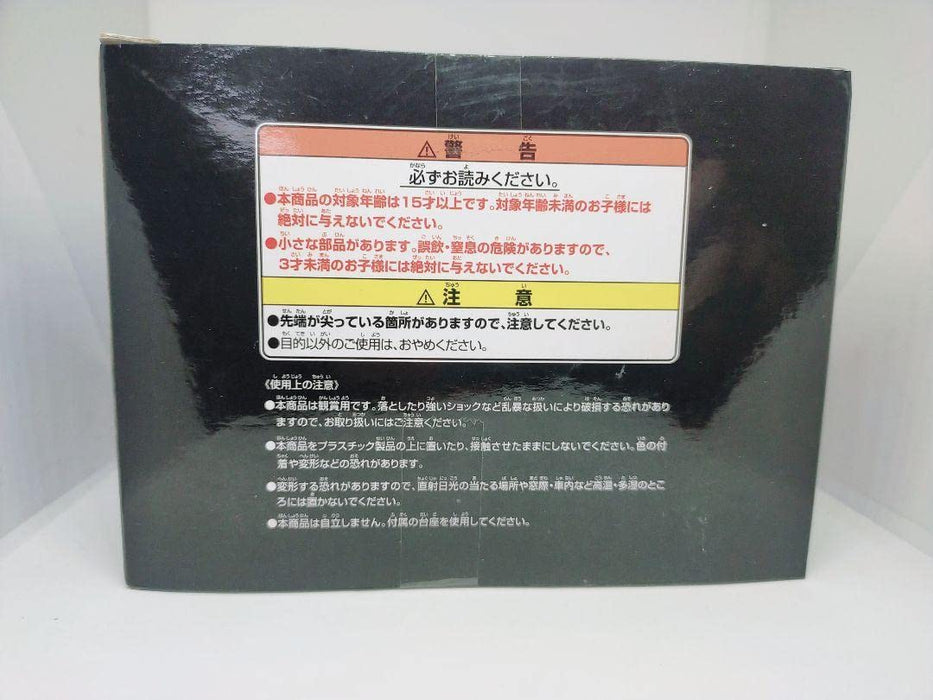 ⚠警告
必ずお読みください。
●本商品の対象年齢は15才以上です。対象年齢未満のお子様には
絶対に与えないでください。
●小さな部品があります。誤飲・窒息の危険がありますので、
3才未満のお子様には絶対に与えないでください。
⚠注意
●先端が尖っている箇所がありますので、注意してください。
●目的以外のご使用は、おやめください。
《使用上の注意》
●本商品は観賞用です。落としたり強いショックなど乱暴な扱いにより破損する恐れがあり
ますので、お取り扱いにはご注意ください。
●本商品をプラスチック製品の上に置いたり、接触させたままにしないでください。色の付
着や変形などの恐れがあります。
●変形する恐れがありますので、直射日光の当たる場所や窓際・車内など高温・多湿のとこ
ろには置かないでください。
●本商品は自立しません。付属の台座を使用してください。